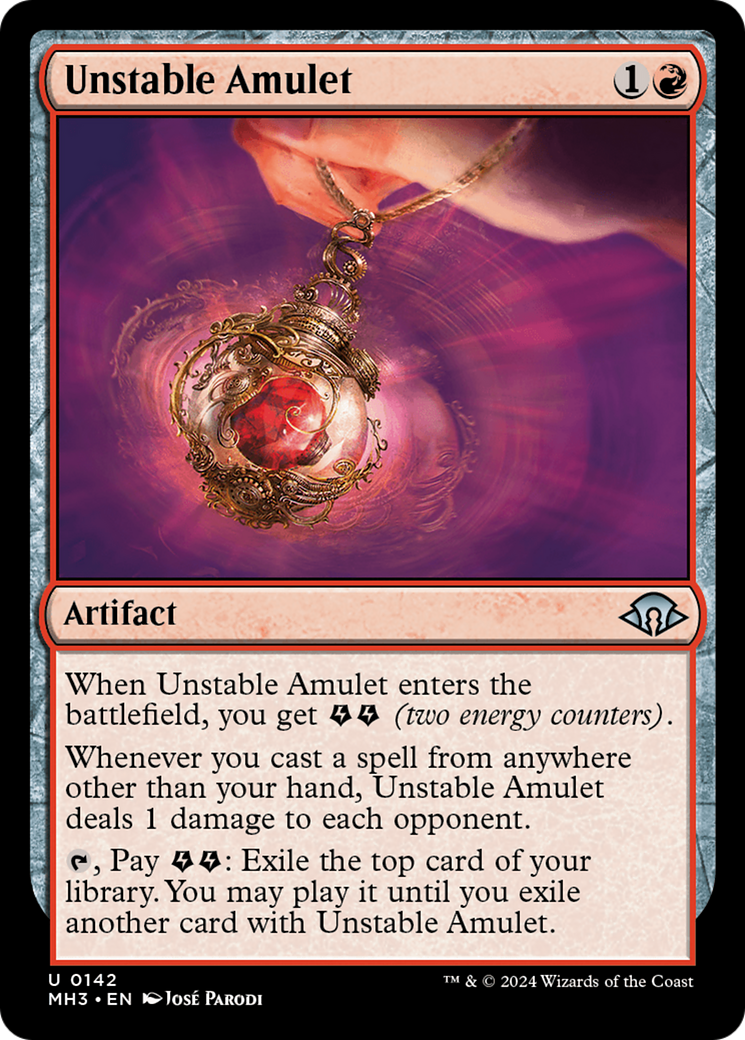 Unstable Amulet 1
Artifact
When Unstable Amulet enters the
battlefield, you get (two energy counters).
Whenever you cast a spell from anywhere
other than your hand, Unstable Amulet
deals 1 damage to each opponent.
, Pay : Exile the top card of your
library. You may play it until you exile
another card with Unstable Amulet.
U 0142
MH3 • EN José Parodi
™ & © 2024 Wizards of the Coast